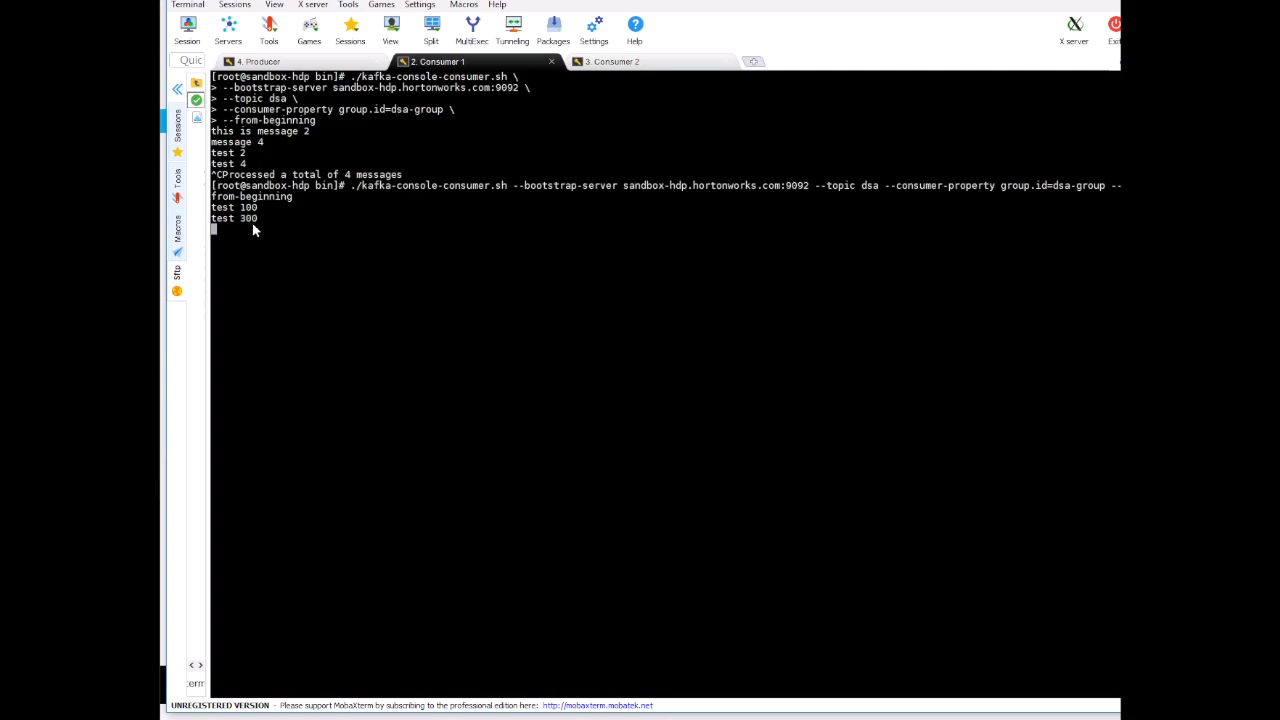 Terminal Sessions View X server Tools Games Settings Macros Help
Session Servers Tools Games Sessions View Split MultiExec Tunneling Packages Settings Help X server Exit
Quic 4. Producer 2. Consumer 1 3. Consumer 2
[root@sandbox-hdp bin]# ./kafka-console-consumer.sh \
> --bootstrap-server sandbox-hdp.hortonworks.com:9092 \
> --topic dsa \
> --consumer-property group.id=dsa-group \
> --from-beginning
this is message 2
message 4
test 2
test 4
^CProcessed a total of 4 messages
[root@sandbox-hdp bin]# ./kafka-console-consumer.sh --bootstrap-server sandbox-hdp.hortonworks.com:9092 --topic dsa --consumer-property group.id=dsa-group --
from-beginning
test 100
test 300
Sessions
Tools
Macros
Sftp
term
UNREGISTERED VERSION - Please support MobaXterm by subscribing to the professional edition here: http://mobaxterm.mobatek.net